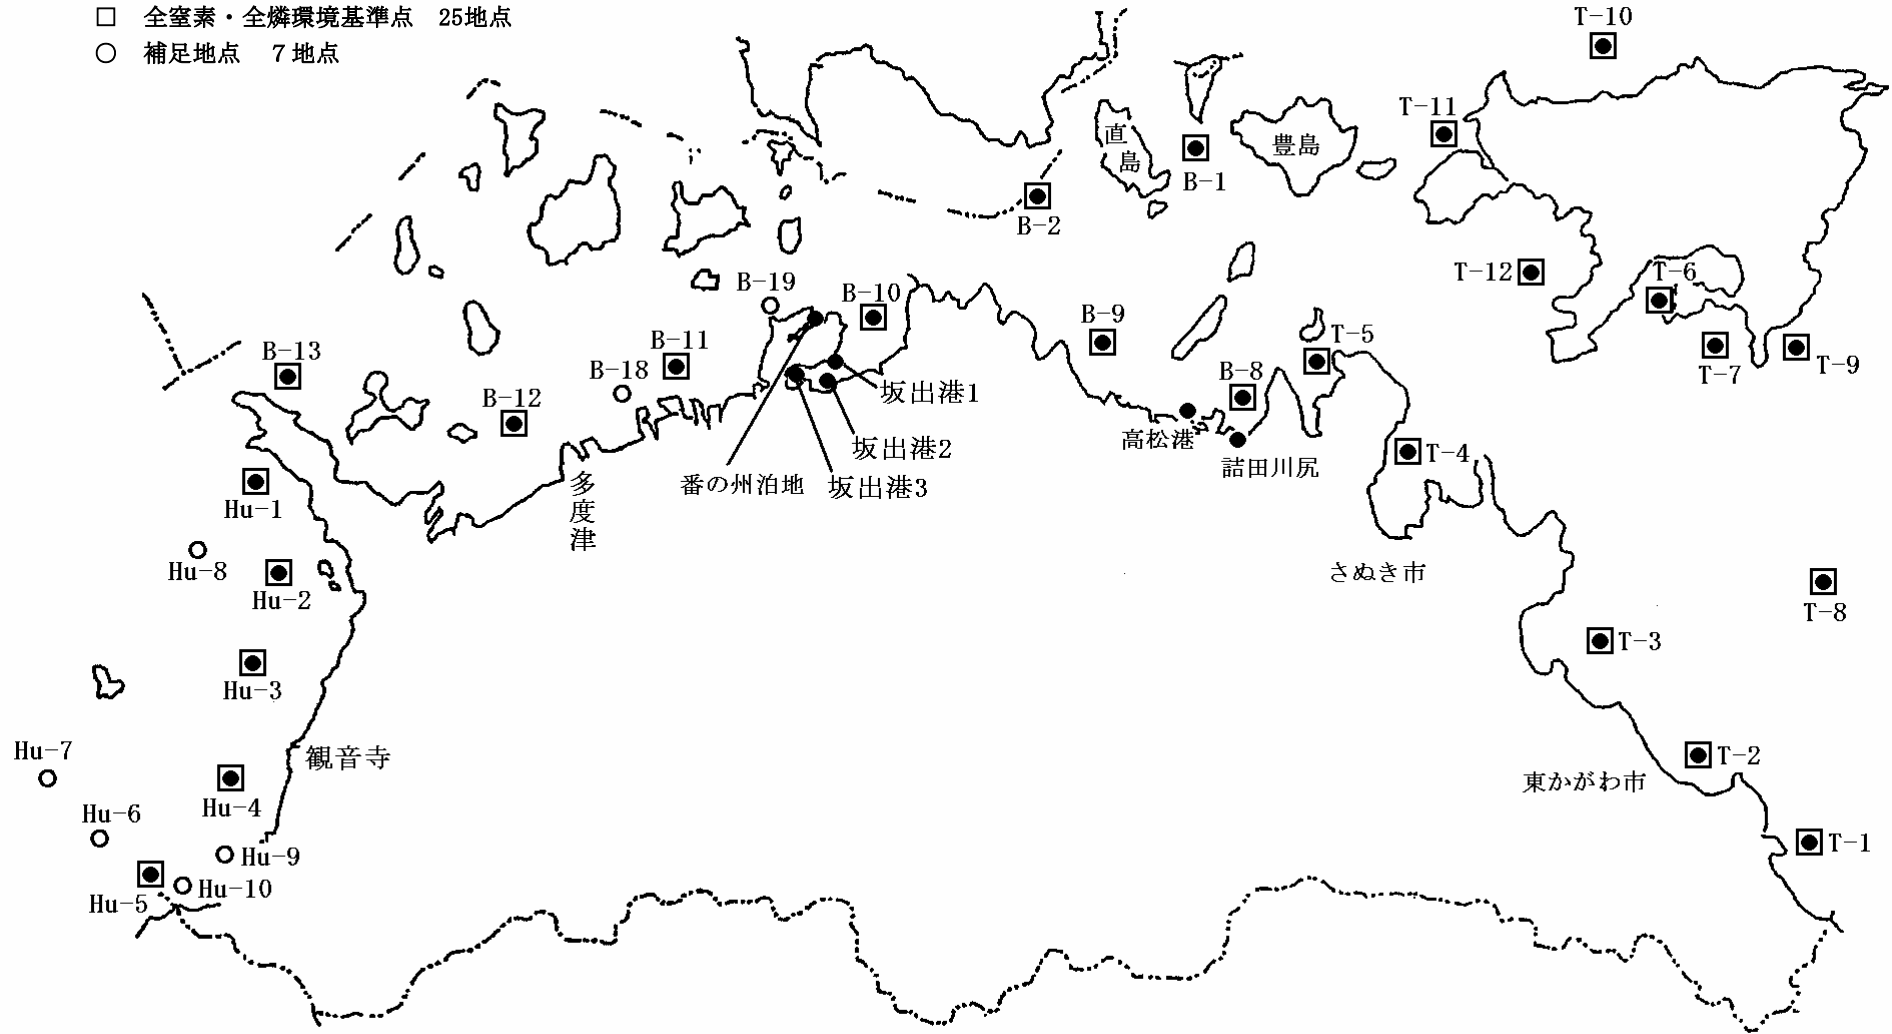 □ 全窒素・全燐環境基準点 25地点
○ 補足地点 ７地点
T-10
T-11
直島
豊島
B-1
B-2
T-12
T-6
B-19
B-10
B-9
T-5
B-13
B-11
B-18
B-8
T-7
T-9
B-12
坂出港1
高松港
坂出港2
詰田川尻
T-4
番の州泊地
坂出港3
多度津
Hu-1
Hu-8
Hu-2
さぬき市
T-8
Hu-3
T-3
Hu-7
観音寺
T-2
東かがわ市
Hu-4
Hu-6
T-1
Hu-9
Hu-10
Hu-5